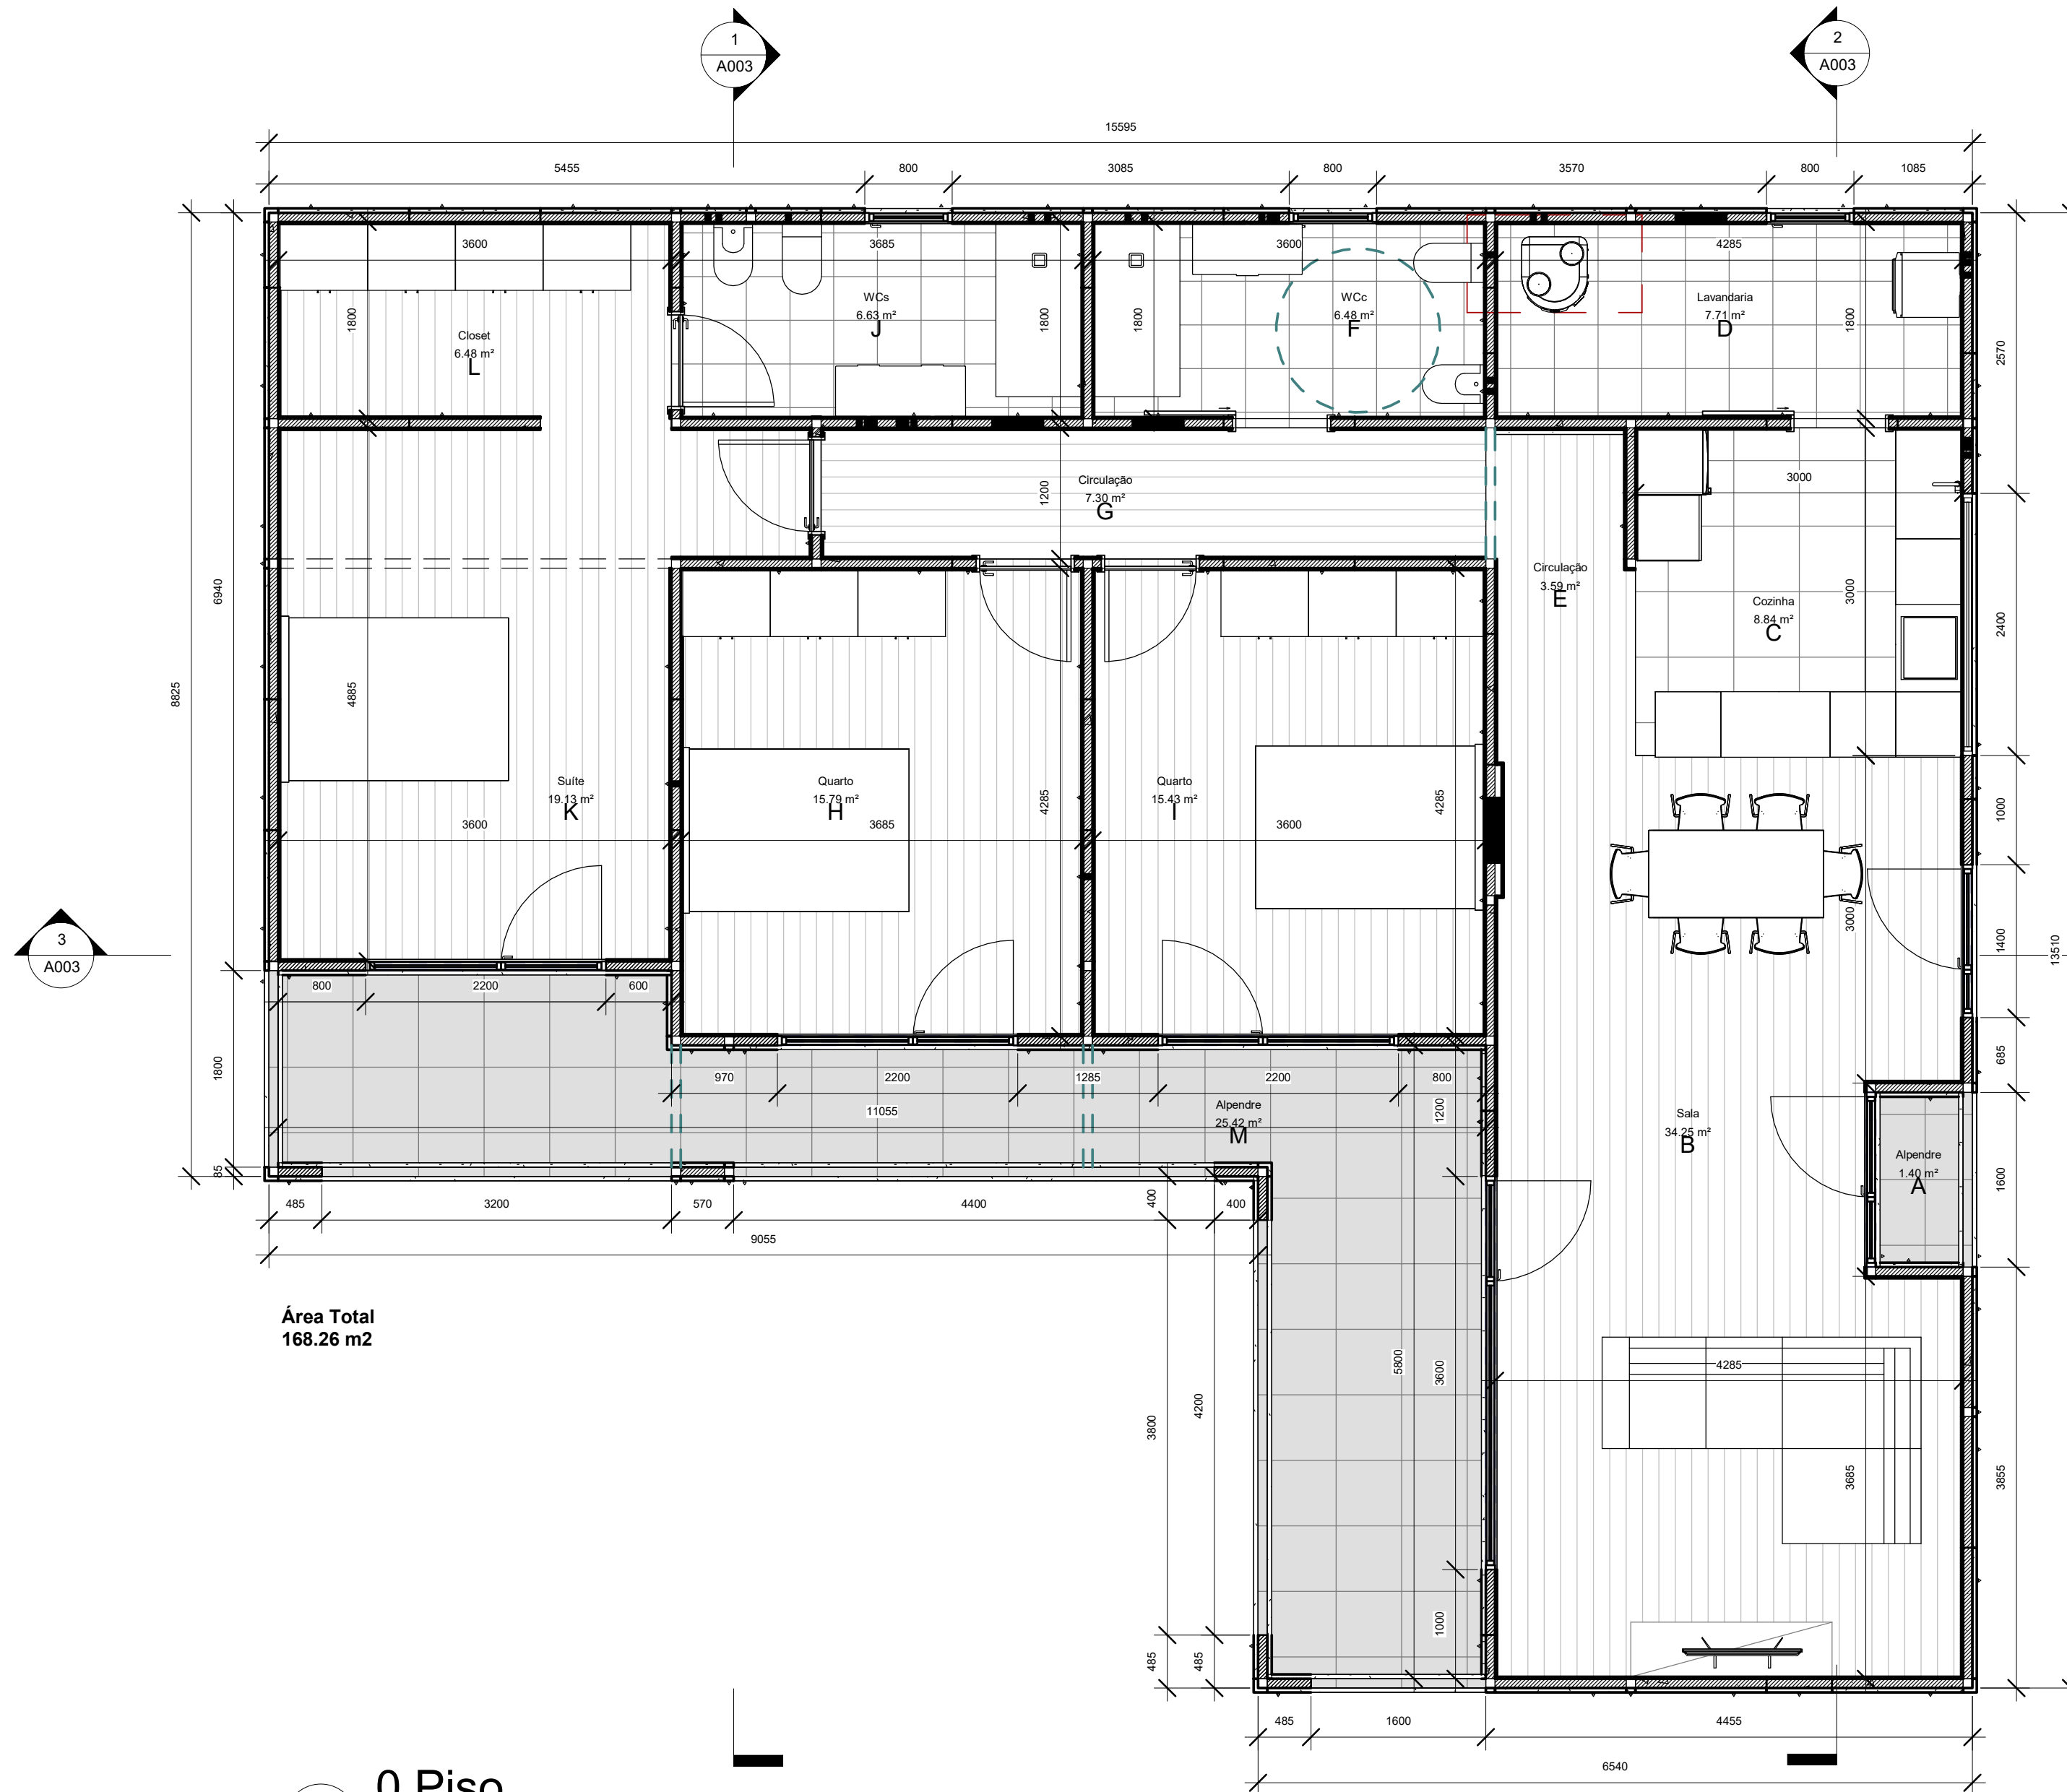 1
A003
2
A003
15595
5455
800
3085
800
3570
800
1085
3600
3685
3600
4285
WCs
6.63 m²
J
WCc
6.48 m²
F
Lavandaria
7.71 m²
D
Closet
6.48 m²
L
1800
1800
1800
1800
2570
Circulação
7.30 m²
G
1200
3000
Circulação
3.59 m²
E
Cozinha
8.84 m²
C
3000
2400
6940
8825
4885
Suíte
19.13 m²
K
3600
Quarto
15.79 m²
H
3685
4285
Quarto
15.43 m²
I
3600
4285
1000
3000
1400
13510
3
A003
800
2200
600
685
1800
970
2200
1285
2200
800
11055
Alpendre
25.42 m²
M
1200
Sala
34.25 m²
B
Alpendre
1.40 m²
A
1600
85
485
3200
570
4400
400
400
9055
Área Total
168.26 m2
5800
3600
4285
3800
4200
3685
3855
1000
485
485
485
1600
4455
6540
0 Piso